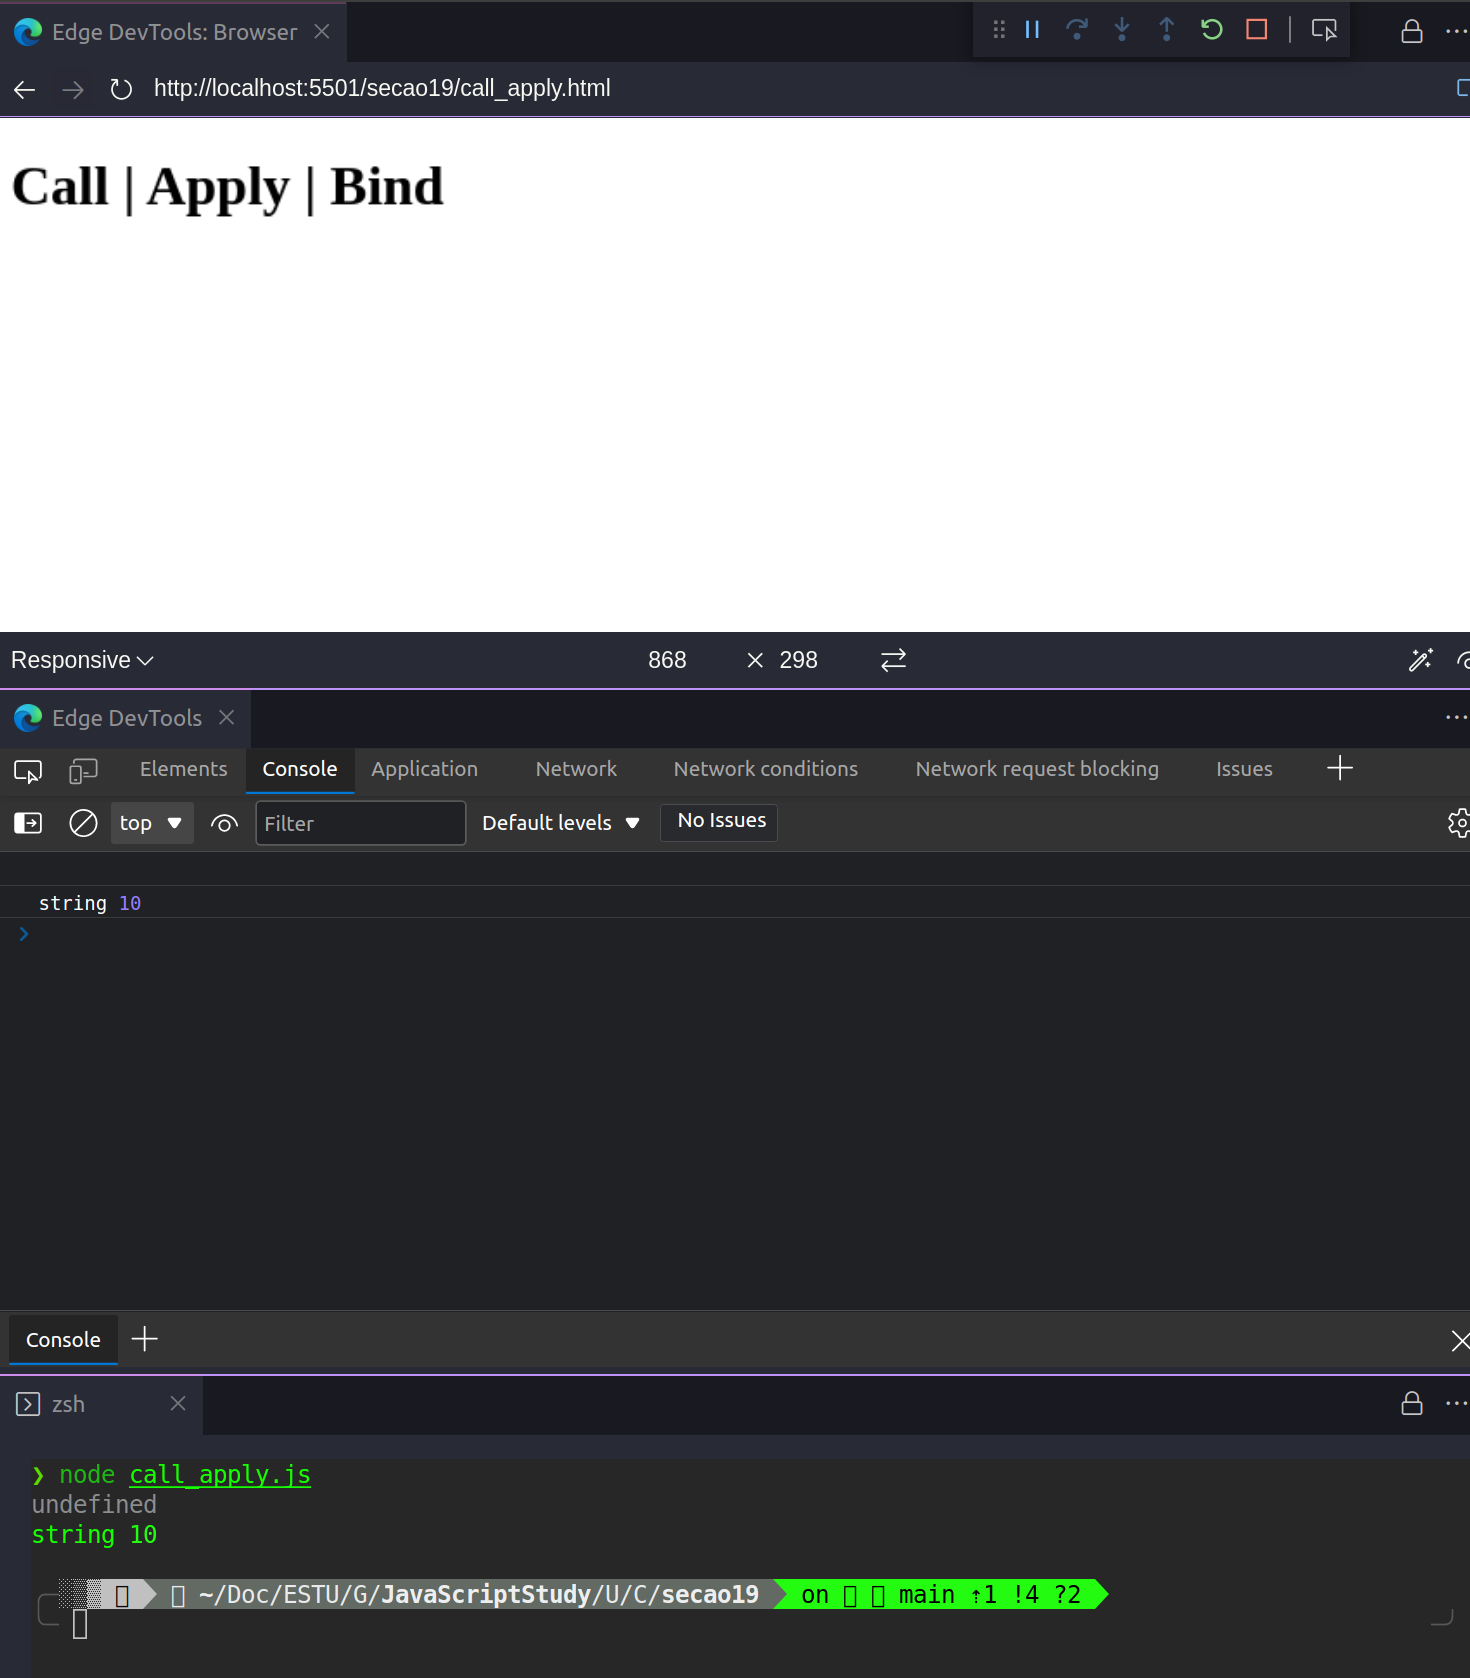 Edge DevTools: Browser
http://localhost:5501/secao19/call_apply.html
Call | Apply | Bind
Responsive 868 × 298
Edge DevTools
Elements Console Application Network Network conditions Network request blocking Issues
top Filter Default levels No Issues
string 10
Console
zsh
❯ node call_apply.js
undefined
string 10
~/Doc/ESTU/G/JavaScriptStudy/U/C/secao19 on main ⇡1 !4 ?2